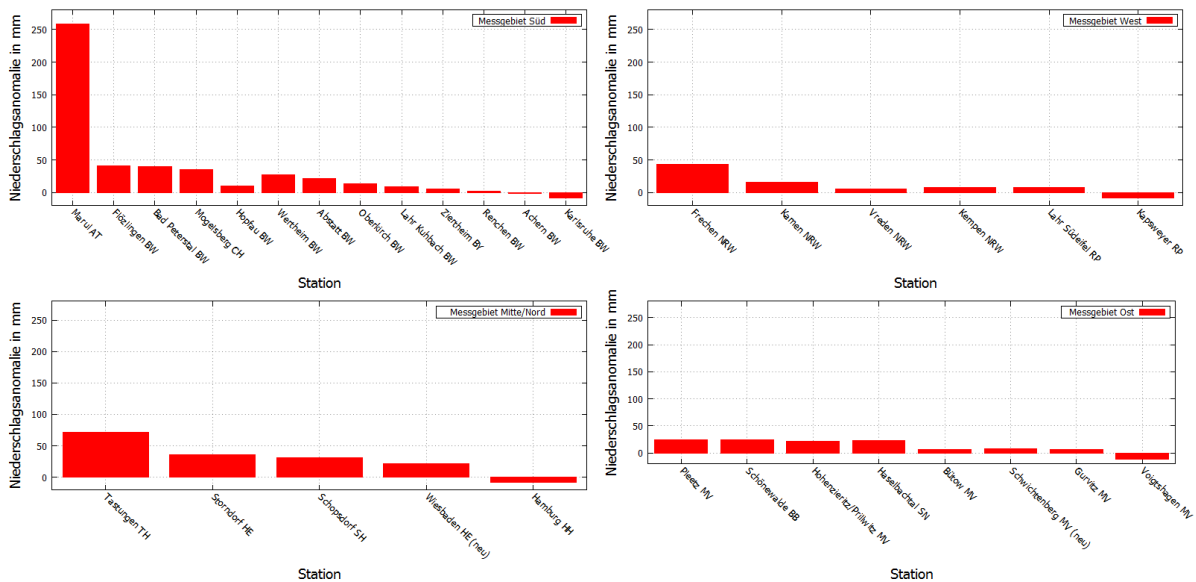 Niederschlagsanomalie in mm
250
200
150
100
50
0
Messgebiet Süd
Marul AT
Flözlingen BW
Bad Peterstal BW
Mogelsberg CH
Hopfau BW
Wertheim BW
Abstatt BW
Oberkirch BW
Lahr Kuhbach BW
Ziertheim BY
Renchen BW
Achern BW
Karlsruhe BW
Station
Niederschlagsanomalie in mm
250
200
150
100
50
0
Messgebiet West
Frechen NRW
Kamen NRW
Vreden NRW
Kempen NRW
Lahr Südeifel RP
Kapsweyer RP
Station
Niederschlagsanomalie in mm
250
200
150
100
50
0
Messgebiet Mitte/Nord
Tastungen TH
Storndorf HE
Schopsdorf SH
Wiesbaden HE (neu)
Hamburg HH
Station
Niederschlagsanomalie in mm
250
200
150
100
50
0
Messgebiet Ost
Pleetz MV
Schönewalde BB
Hohenzieritz/Prillwitz MV
Haselbachtal SN
Bütow MV
Schwichtenberg MV (neu)
Gurvitz MV
Voigtshagen MV
Station